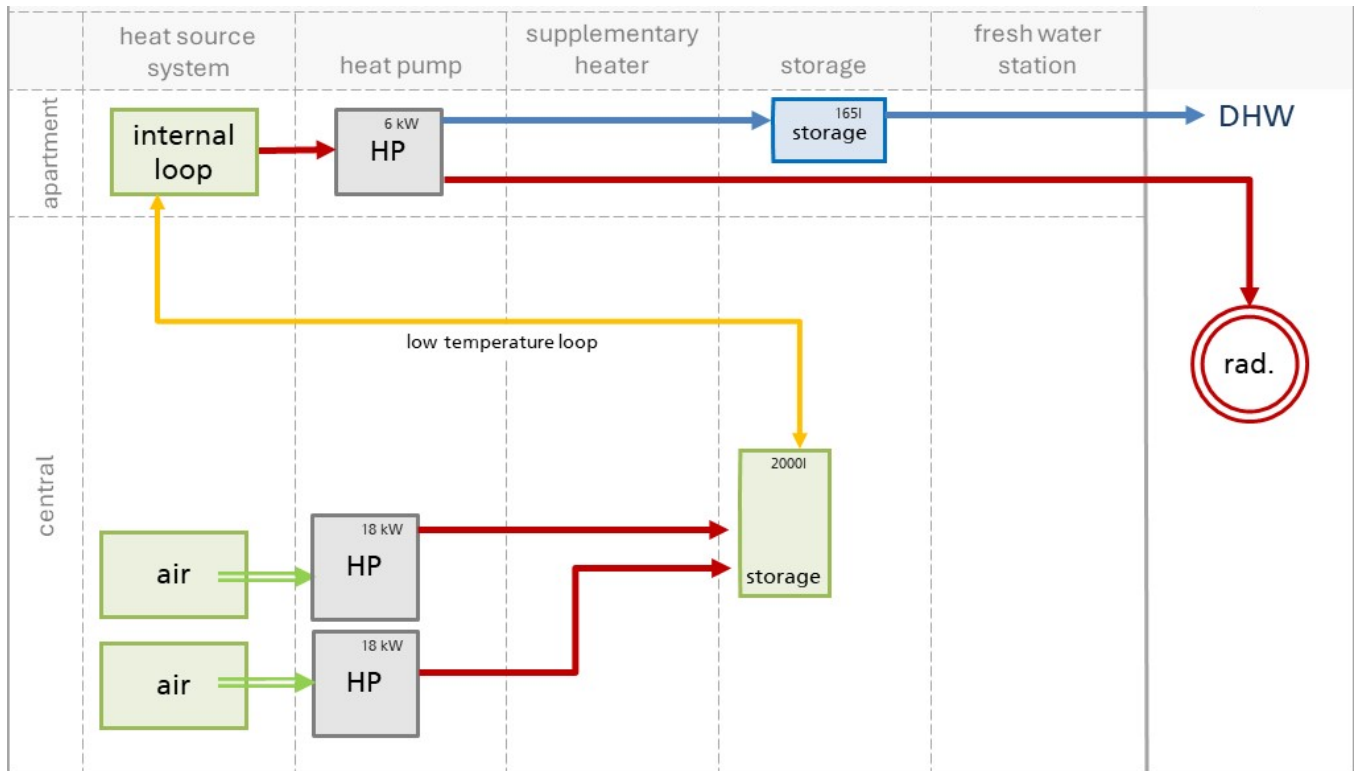 heat source
system
heat pump
supplementary
heater
storage
fresh water
station
apartment
internal
loop
6 kW
HP
165l
storage
DHW
low temperature loop
rad.
central
2000l
storage
air
18 kW
HP
air
18 kW
HP